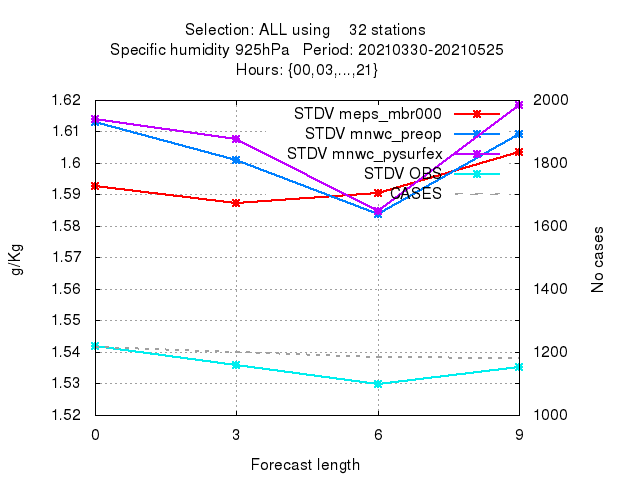 Selection: ALL using    32 stations
Specific humidity 925hPa   Period: 20210330-20210525
Hours: {00,03,...,21}
1.62 2000
STDV meps_mbr000
1.61 STDV mnwc_preop
STDV mnwc_pysurfex
1.6 1800
STDV OBS
1.59 CASES
1.58 1600
1.57
g/Kg No cases
1.56 1400
1.55
1.54 1200
1.53
1.52 1000
0 3 6 9
Forecast length